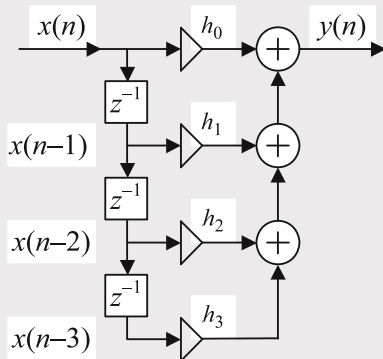 x(n) h₀ y(n)
+
z⁻¹
x(n–1) h₁
+
z⁻¹
x(n–2) h₂
+
z⁻¹
x(n–3) h₃